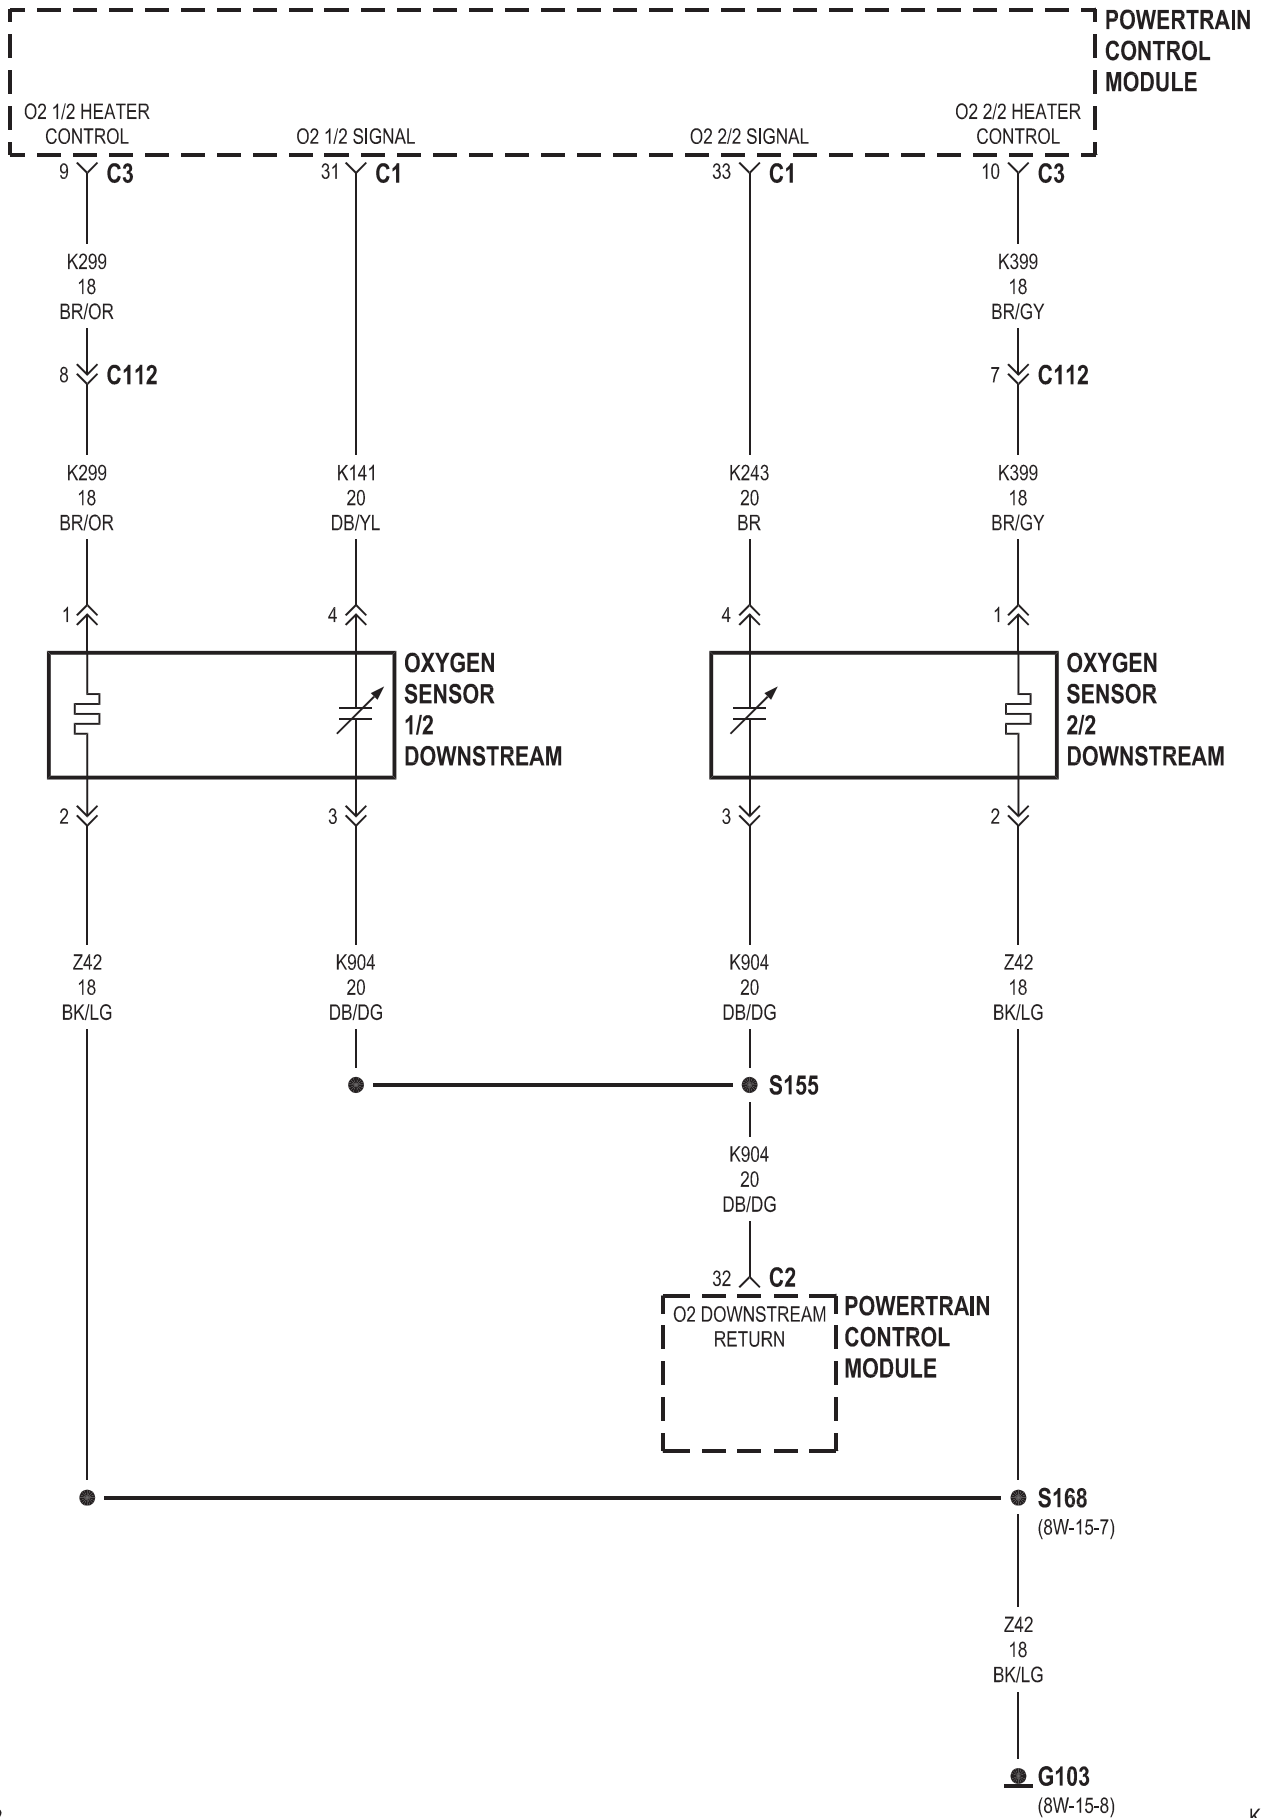 POWERTRAIN
CONTROL
MODULE
O2 1/2 HEATER
CONTROL
O2 1/2 SIGNAL
O2 2/2 SIGNAL
O2 2/2 HEATER
CONTROL
9 C3
31 C1
33 C1
10 C3
K299
18
BR/OR
K399
18
BR/GY
8 C112
7 C112
K299
18
BR/OR
K141
20
DB/YL
K243
20
BR
K399
18
BR/GY
1
4
4
1
OXYGEN
SENSOR
1/2
DOWNSTREAM
OXYGEN
SENSOR
2/2
DOWNSTREAM
2
3
3
2
Z42
18
BK/LG
K904
20
DB/DG
K904
20
DB/DG
Z42
18
BK/LG
S155
K904
20
DB/DG
32 C2
O2 DOWNSTREAM
RETURN
POWERTRAIN
CONTROL
MODULE
S168
(8W-15-7)
Z42
18
BK/LG
G103
(8W-15-8)